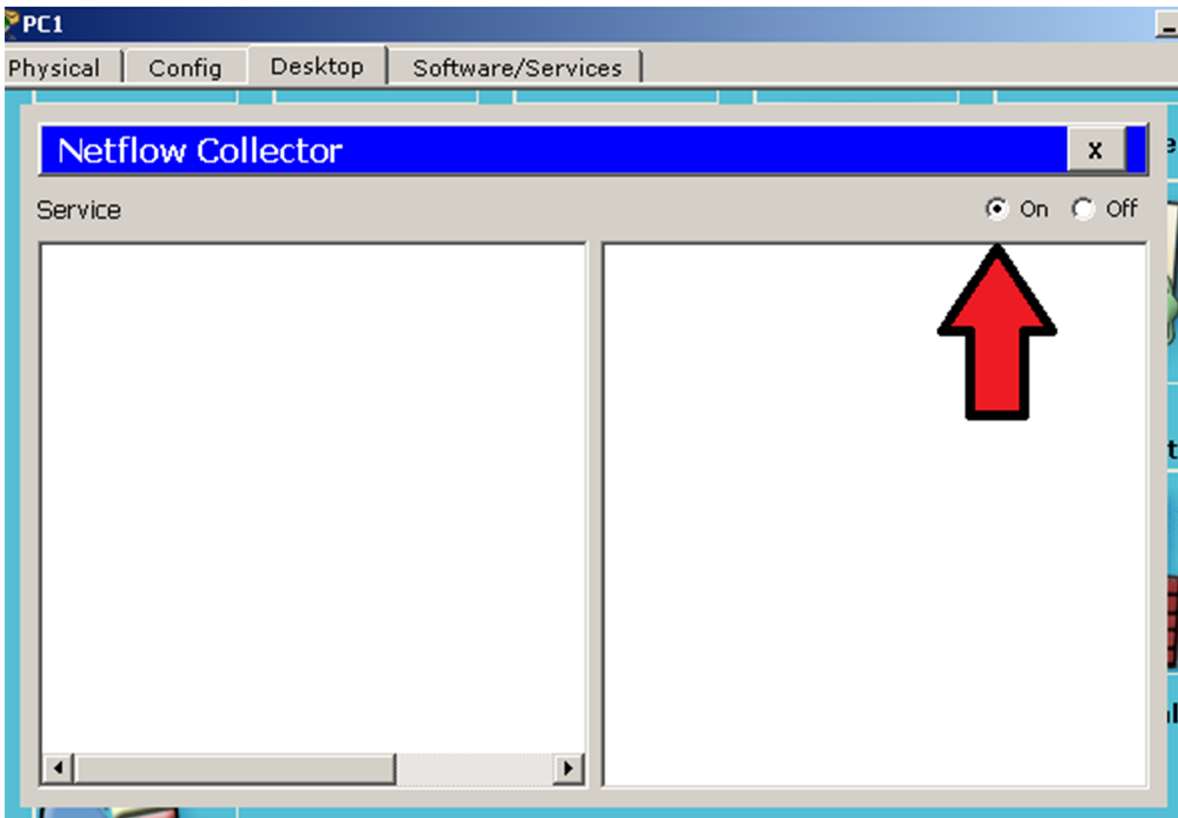 PC1
Physical Config Desktop Software/Services
Netflow Collector x
Service On Off